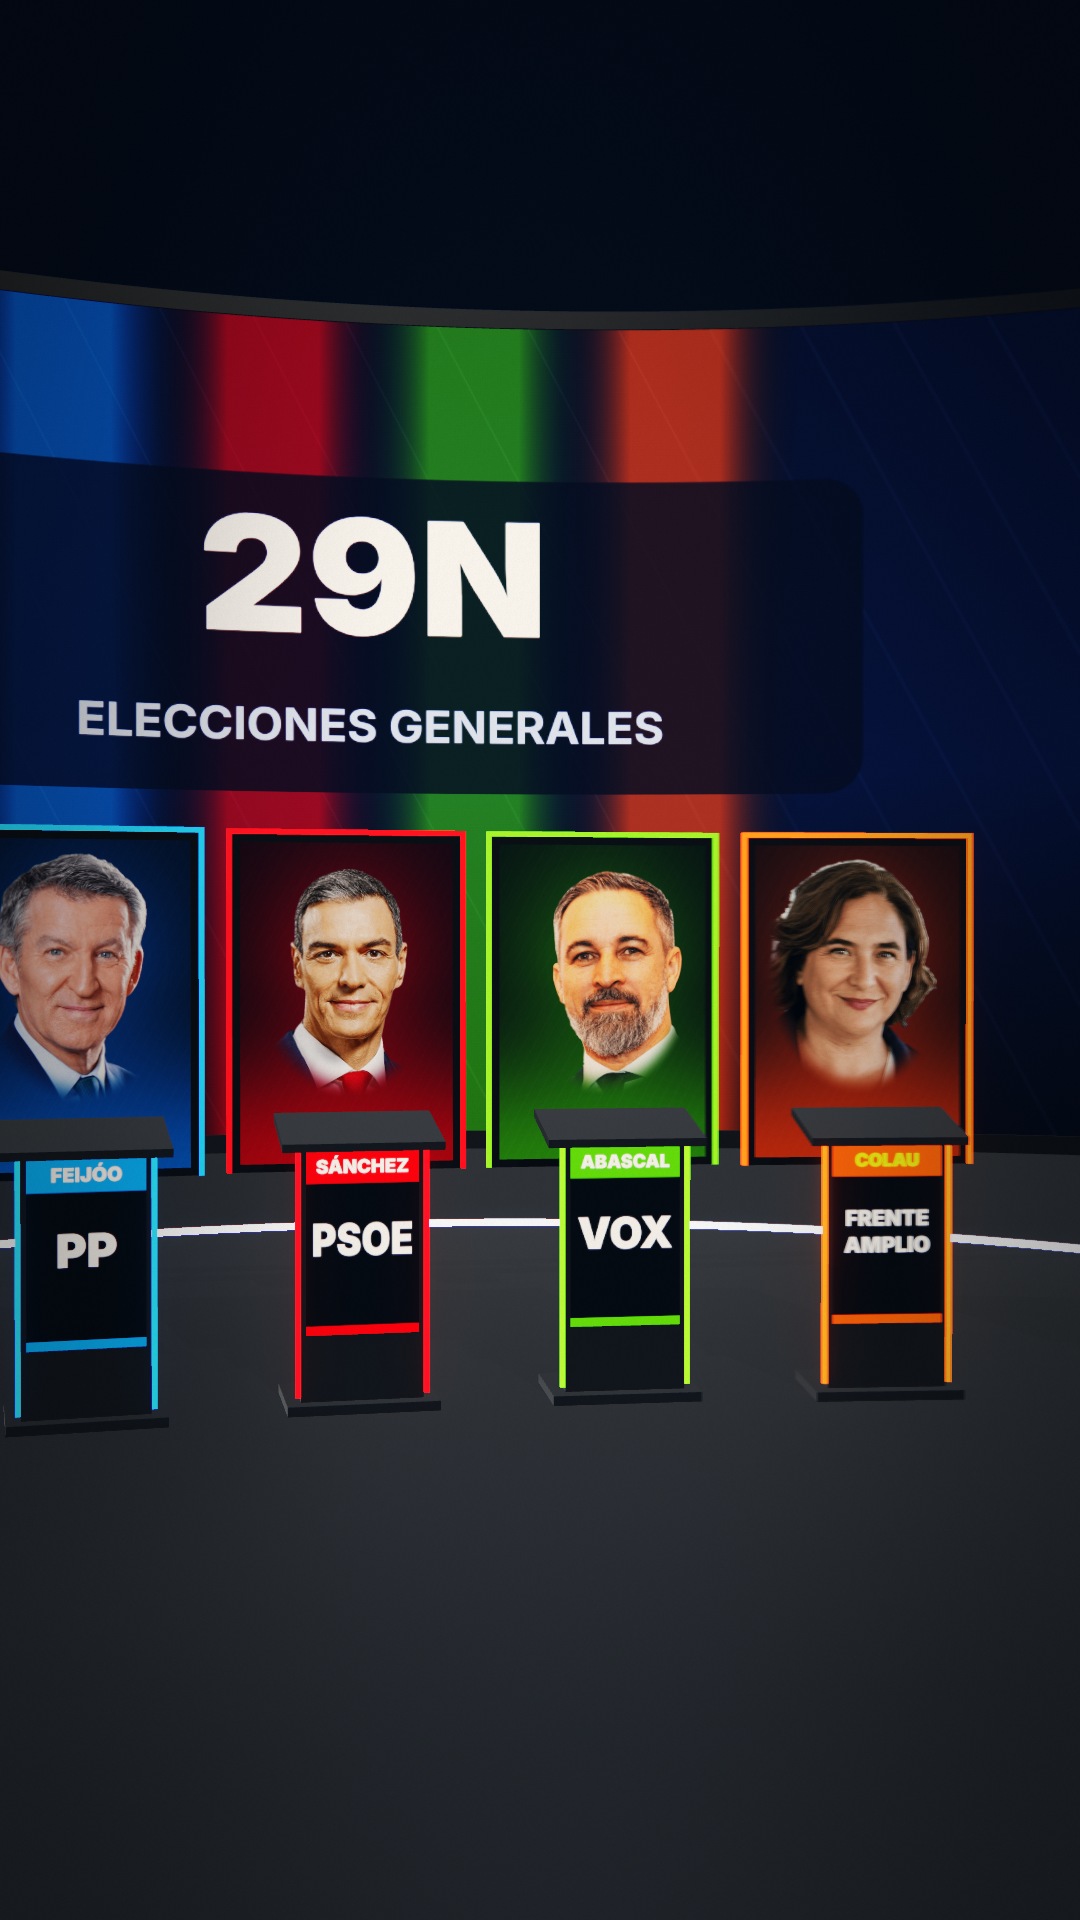 29N
ELECCIONES GENERALES
FEIJÓO
PP
SÁNCHEZ
PSOE
ABASCAL
VOX
COLAU
FRENTE
AMPLIO